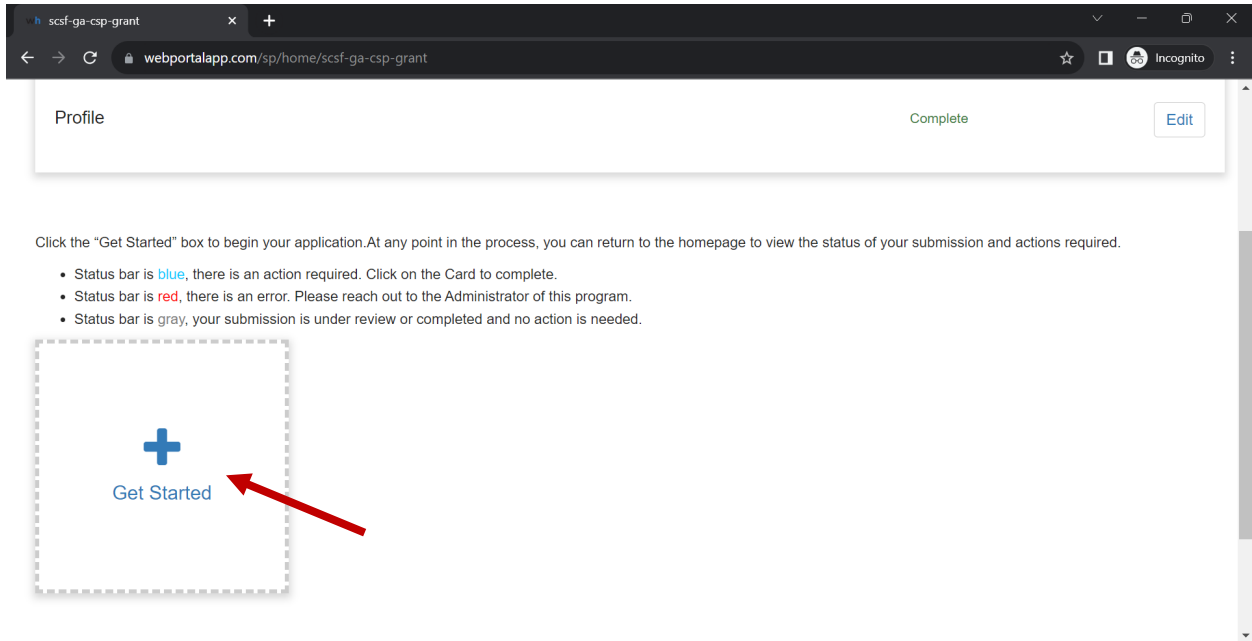 wh scsf-ga-csp-grant
webportalapp.com/sp/home/scsf-ga-csp-grant
Incognito
Profile
Complete
Edit
Click the “Get Started” box to begin your application.At any point in the process, you can return to the homepage to view the status of your submission and actions required.
• Status bar is blue, there is an action required. Click on the Card to complete.
• Status bar is red, there is an error. Please reach out to the Administrator of this program.
• Status bar is gray, your submission is under review or completed and no action is needed.
Get Started